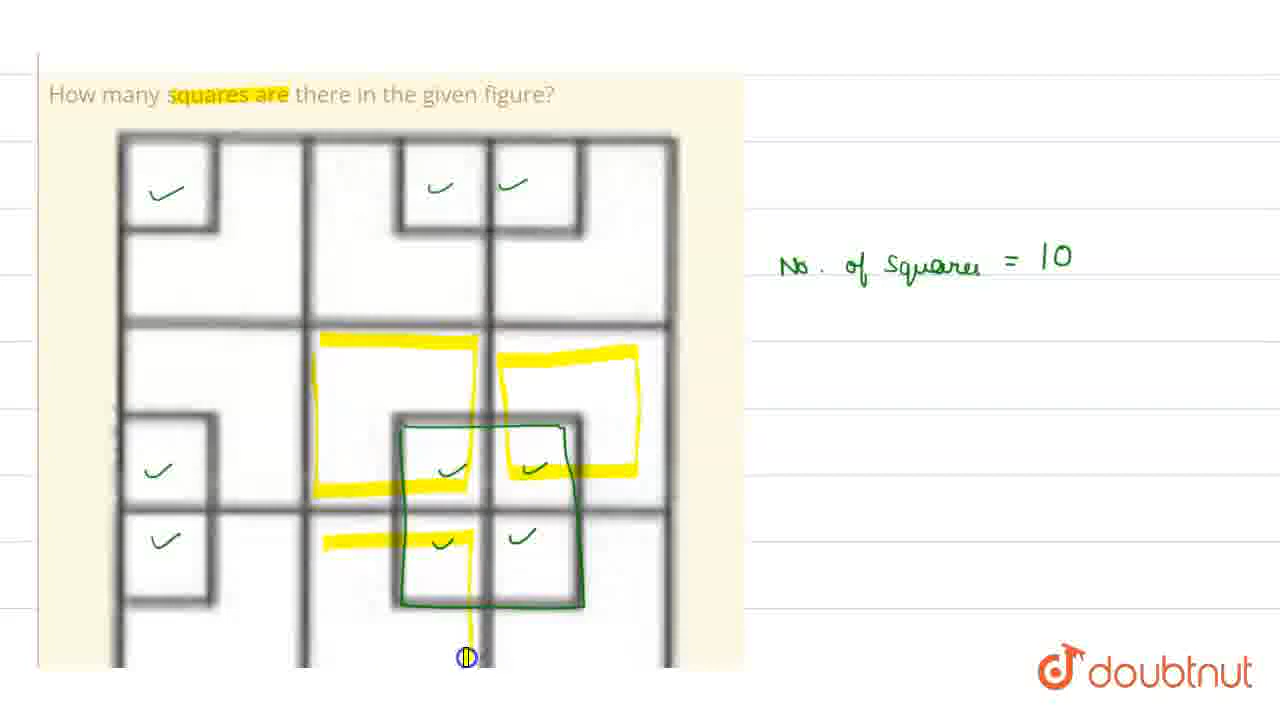 How many squares are there in the given figure?
No. of squares = 10
doubtnut